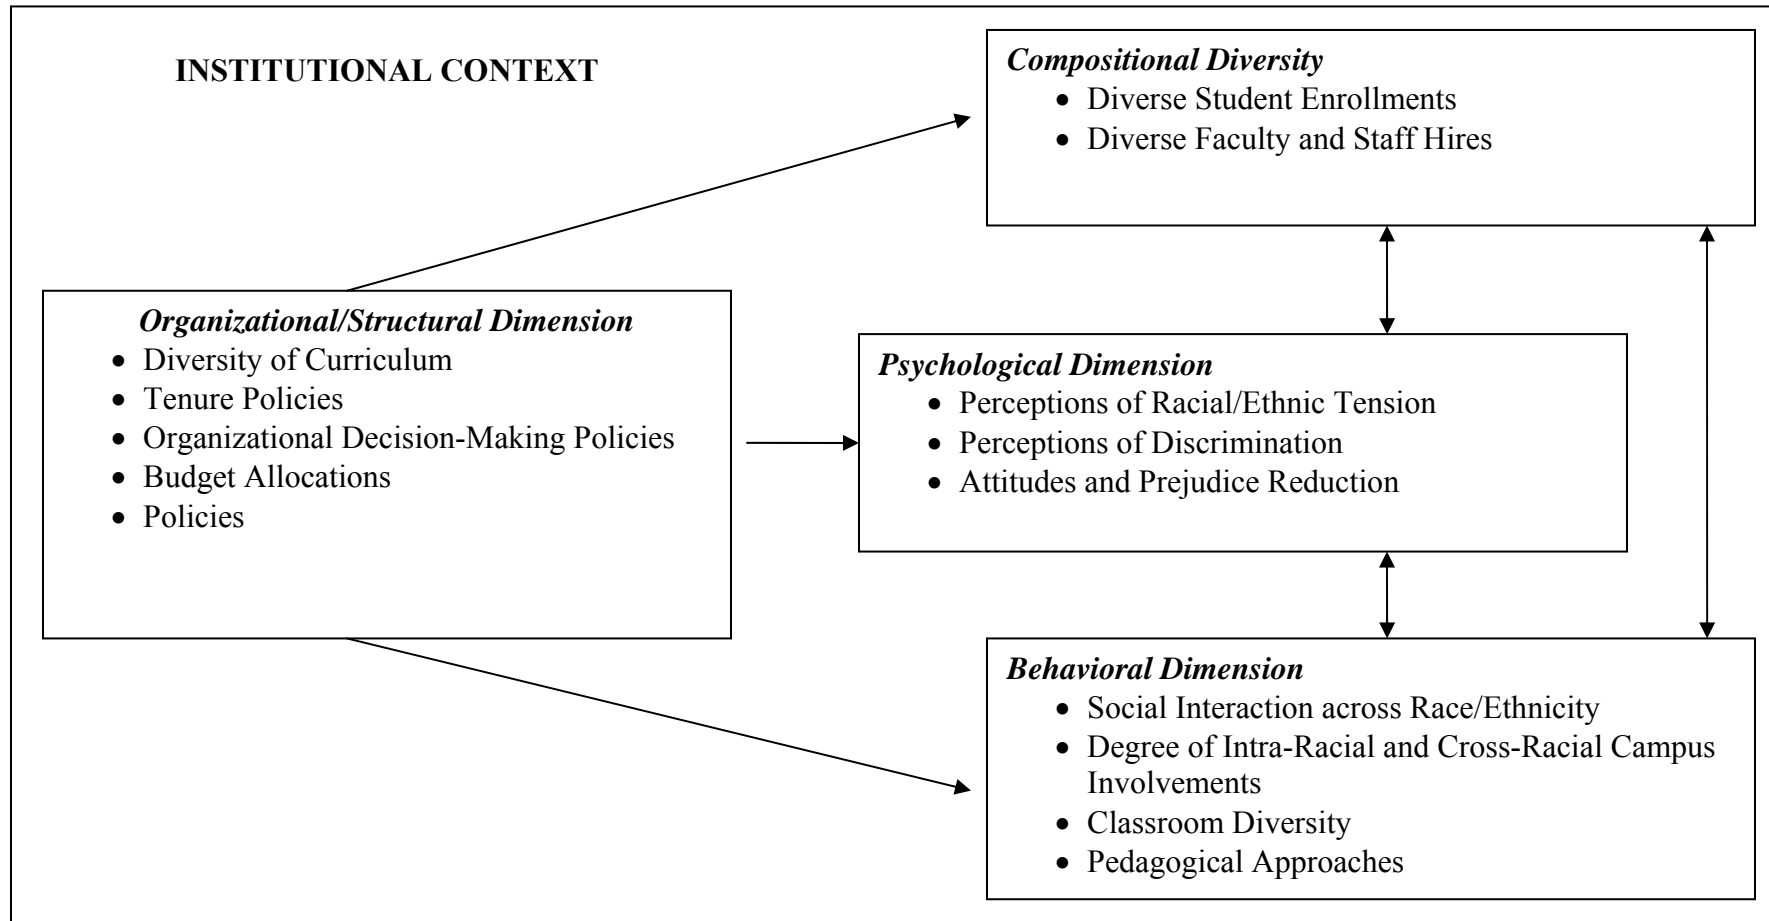 INSTITUTIONAL CONTEXT
Compositional Diversity
• Diverse Student Enrollments
• Diverse Faculty and Staff Hires
Organizational/Structural Dimension
• Diversity of Curriculum
• Tenure Policies
• Organizational Decision-Making Policies
• Budget Allocations
• Policies
Psychological Dimension
• Perceptions of Racial/Ethnic Tension
• Perceptions of Discrimination
• Attitudes and Prejudice Reduction
Behavioral Dimension
• Social Interaction across Race/Ethnicity
• Degree of Intra-Racial and Cross-Racial Campus
Involvements
• Classroom Diversity
• Pedagogical Approaches